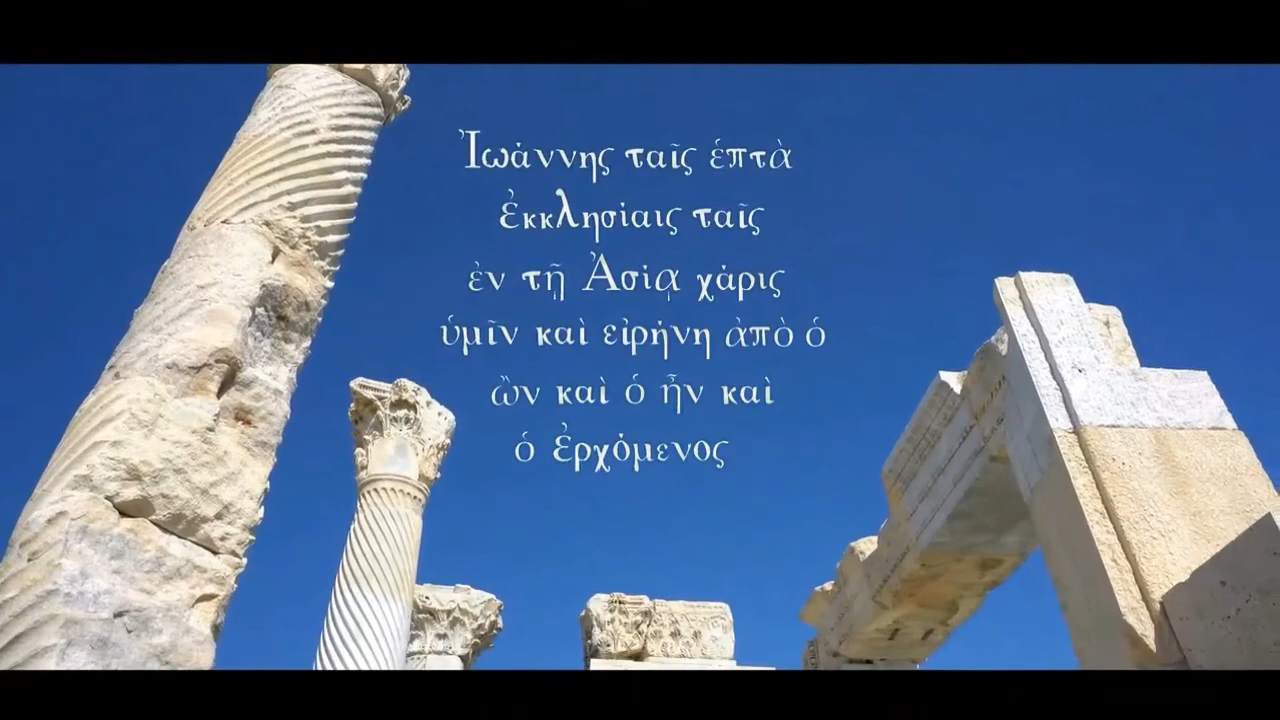 Ἰωάννης ταῖς ἑπτὰ
ἐκκλησίαις ταῖς
ἐν τῇ Ἀσίᾳ χάρις
ὑμῖν καὶ εἰρήνη ἀπὸ ὁ
ὢν καὶ ὁ ἦν καὶ
ὁ ἐρχόμενος